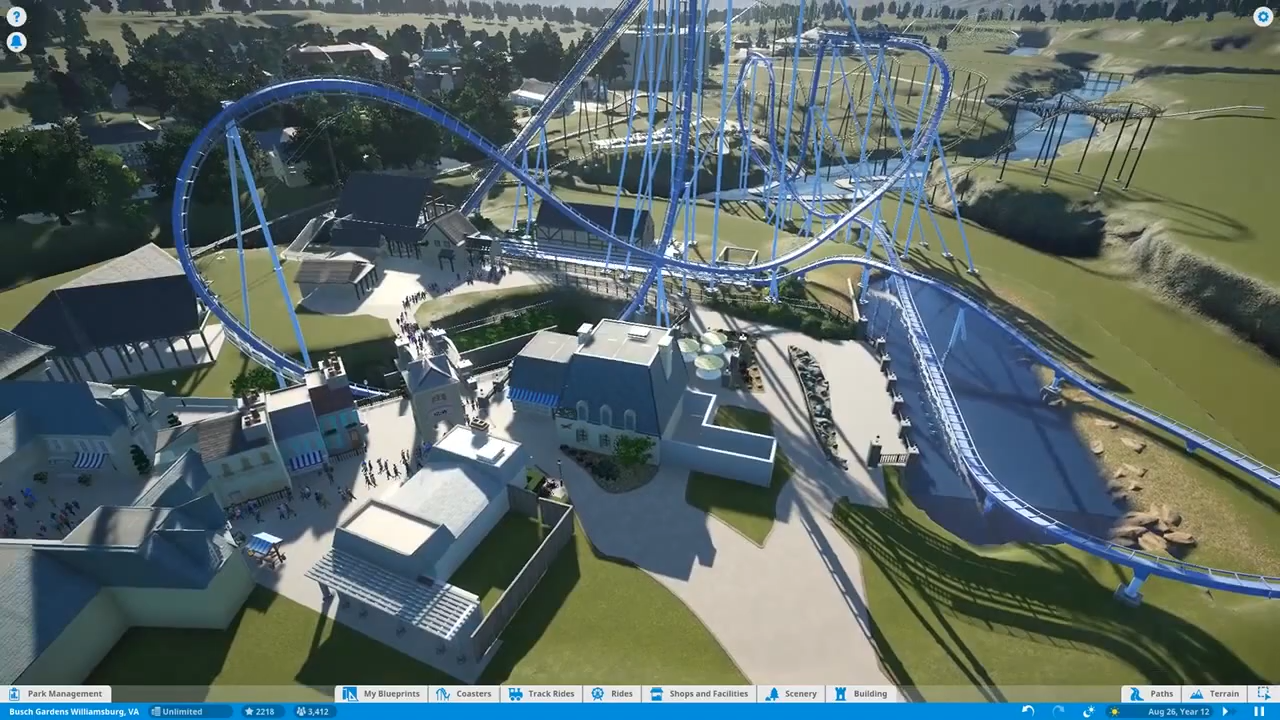 ?
Park Management
My Blueprints
Coasters
Track Rides
Rides
Shops and Facilities
Scenery
Building
Paths
Terrain
Busch Gardens Williamsburg, VA
Unlimited
2218
3,412
Aug 26, Year 12